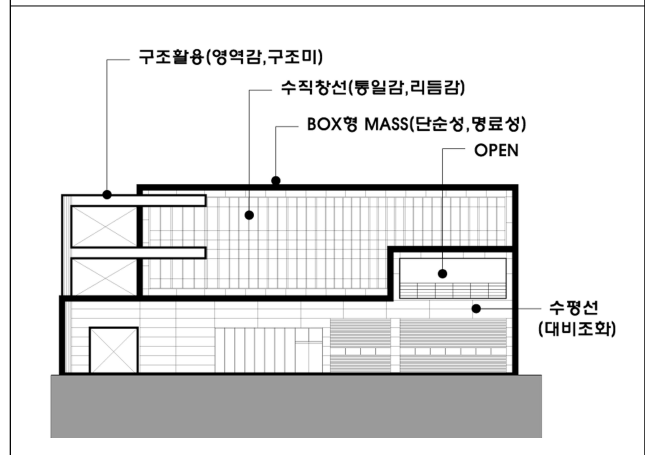 구조활용(영역감,구조미)
수직창선(통일감,리듬감)
BOX형 MASS(단순성,명료성)
OPEN
수평선
(대비조화)